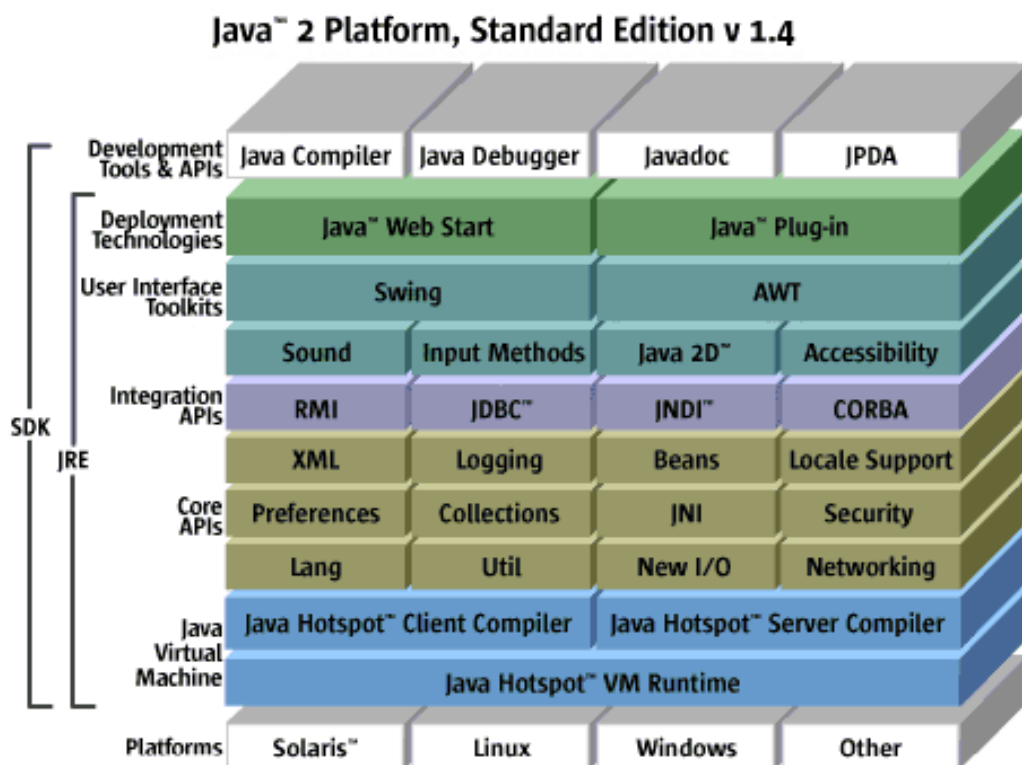 Java™ 2 Platform, Standard Edition v 1.4
Development
Tools & APIs
Java Compiler
Java Debugger
Javadoc
JPDA
Deployment
Technologies
Java™ Web Start
Java™ Plug-in
User Interface
Toolkits
Swing
AWT
Sound
Input Methods
Java 2D™
Accessibility
Integration
APIs
RMI
JDBC™
JNDI™
CORBA
SDK
JRE
XML
Logging
Beans
Locale Support
Core
APIs
Preferences
Collections
JNI
Security
Lang
Util
New I/O
Networking
Java
Virtual
Machine
Java Hotspot™ Client Compiler
Java Hotspot™ Server Compiler
Java Hotspot™ VM Runtime
Platforms
Solaris™
Linux
Windows
Other